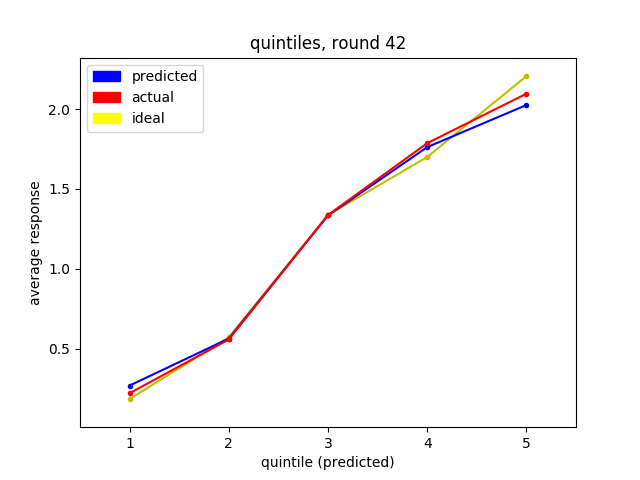 quintiles, round 42
predicted
actual
ideal
2.0
1.5
1.0
0.5
average response
1 2 3 4 5
quintile (predicted)